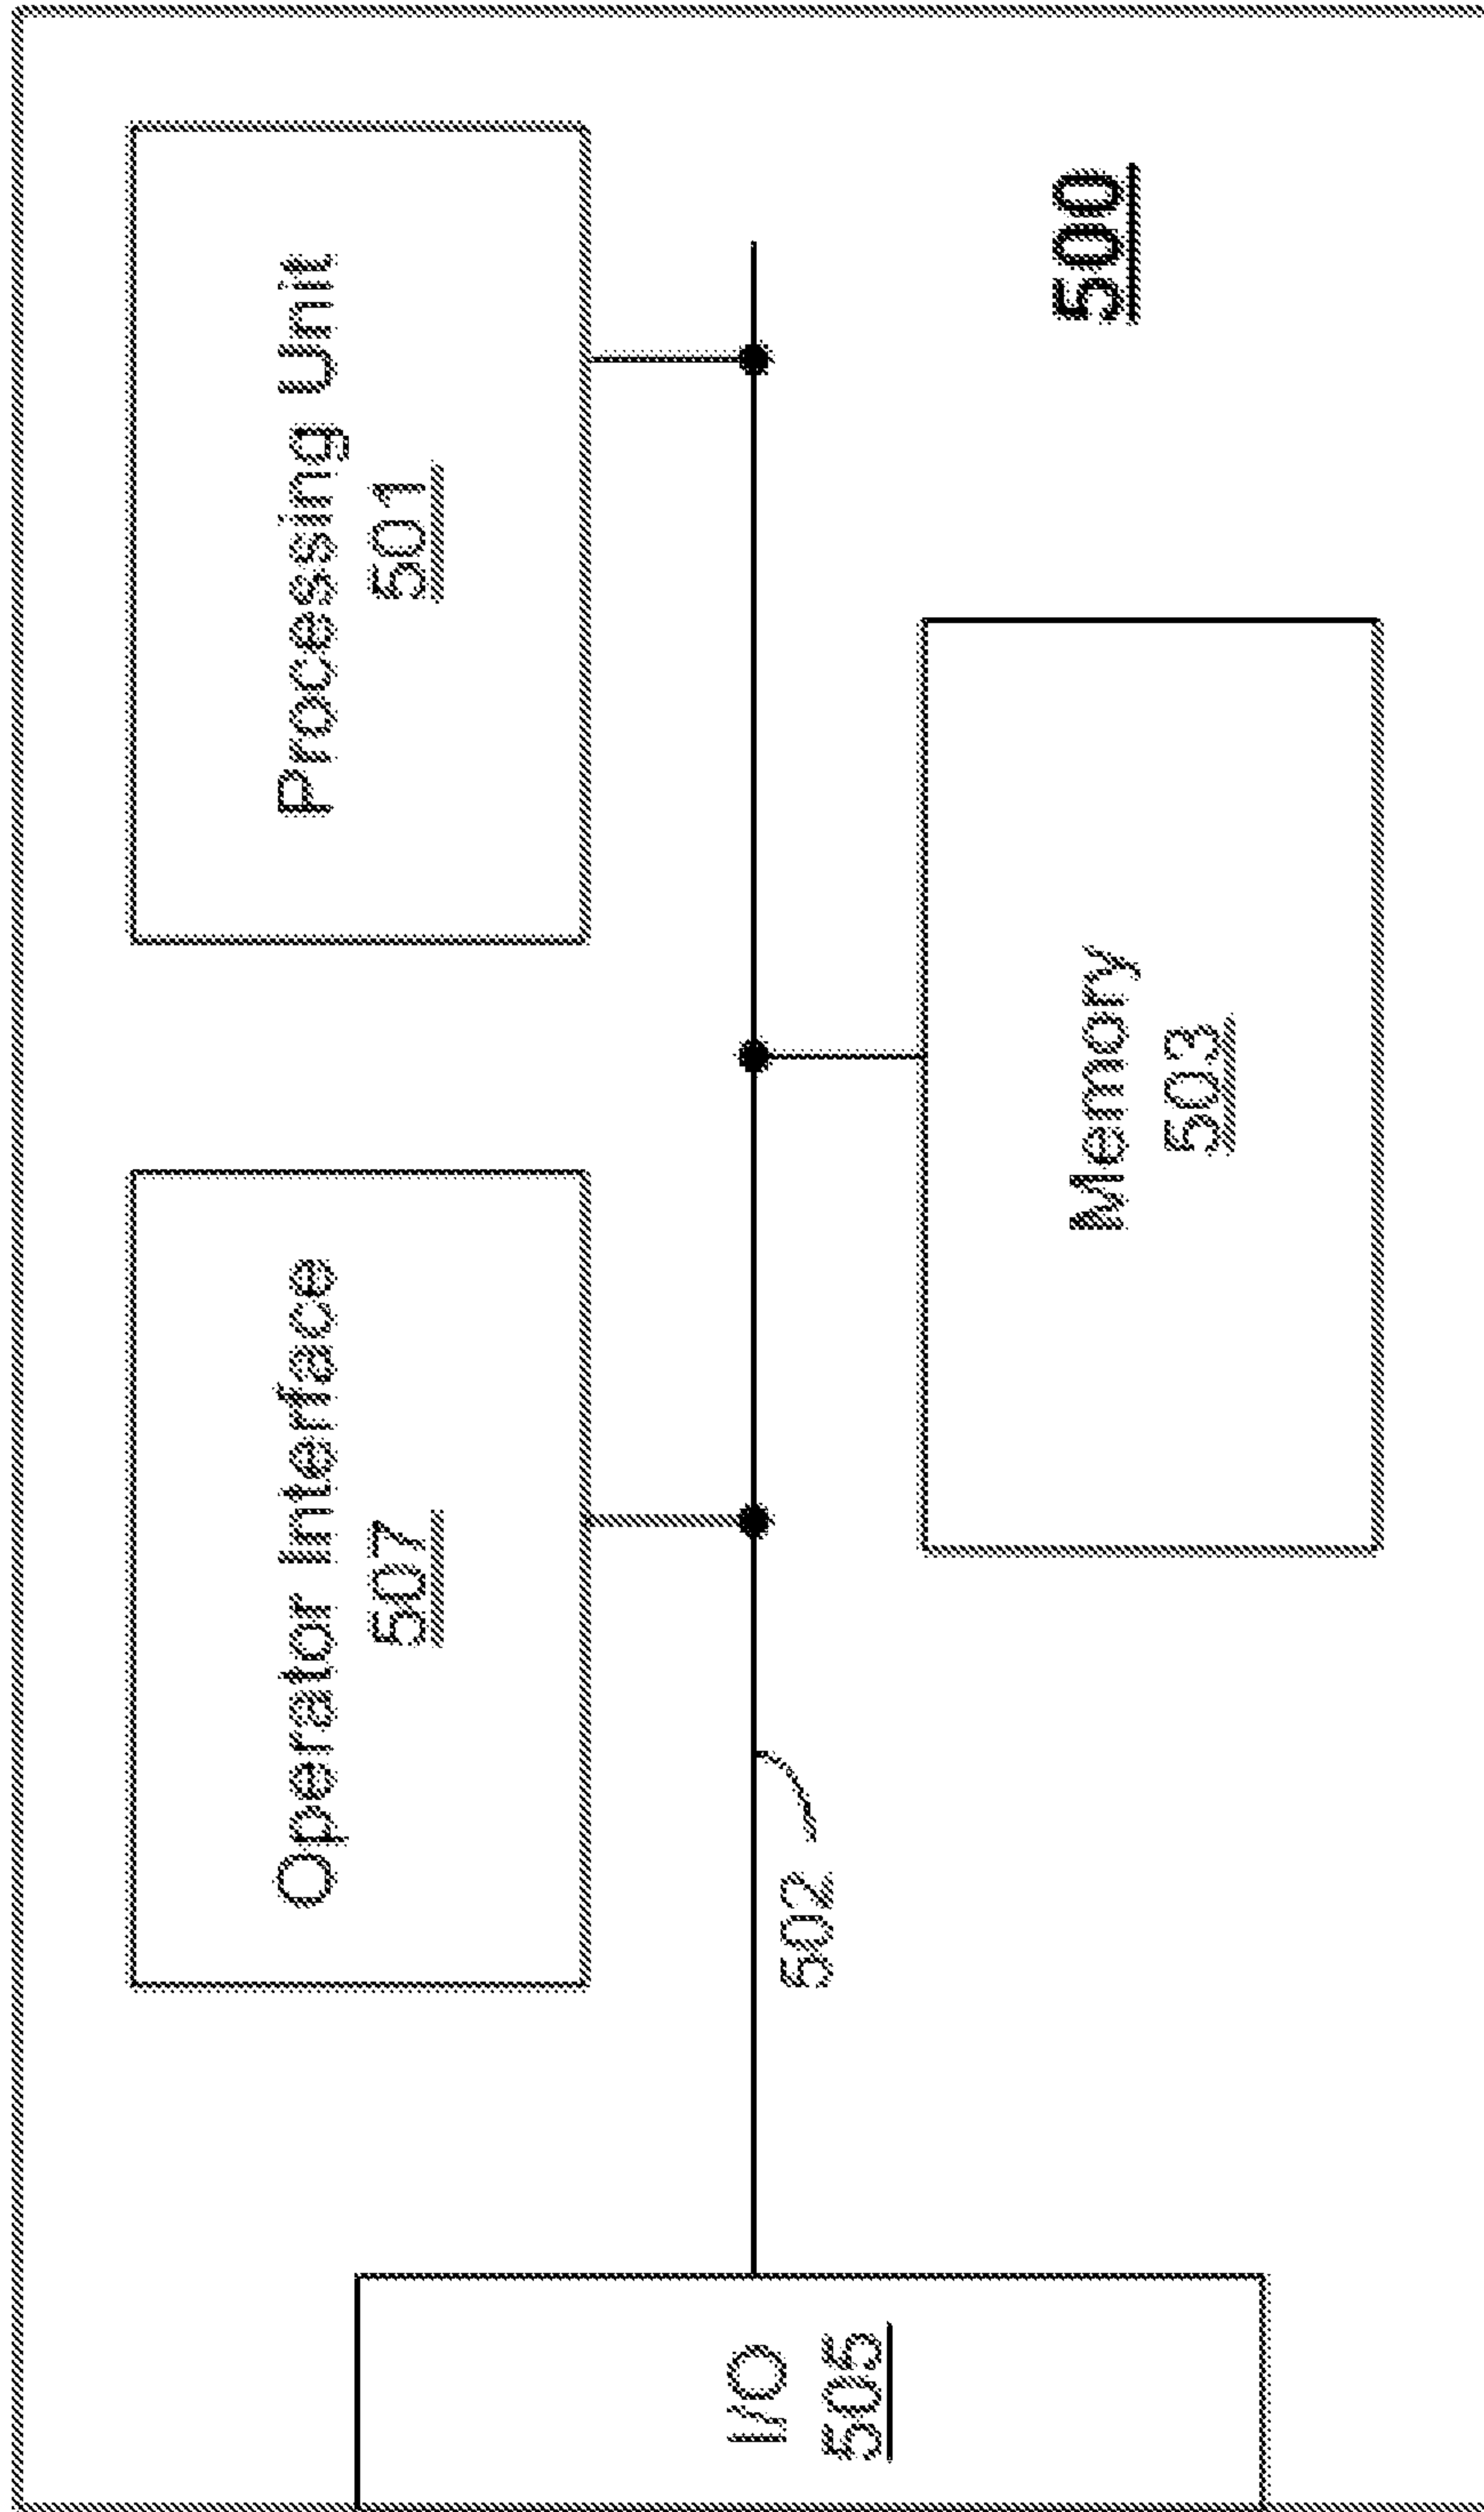 Operator Interface
507
Processing Unit
501
I/O
505
502
Memory
503
500